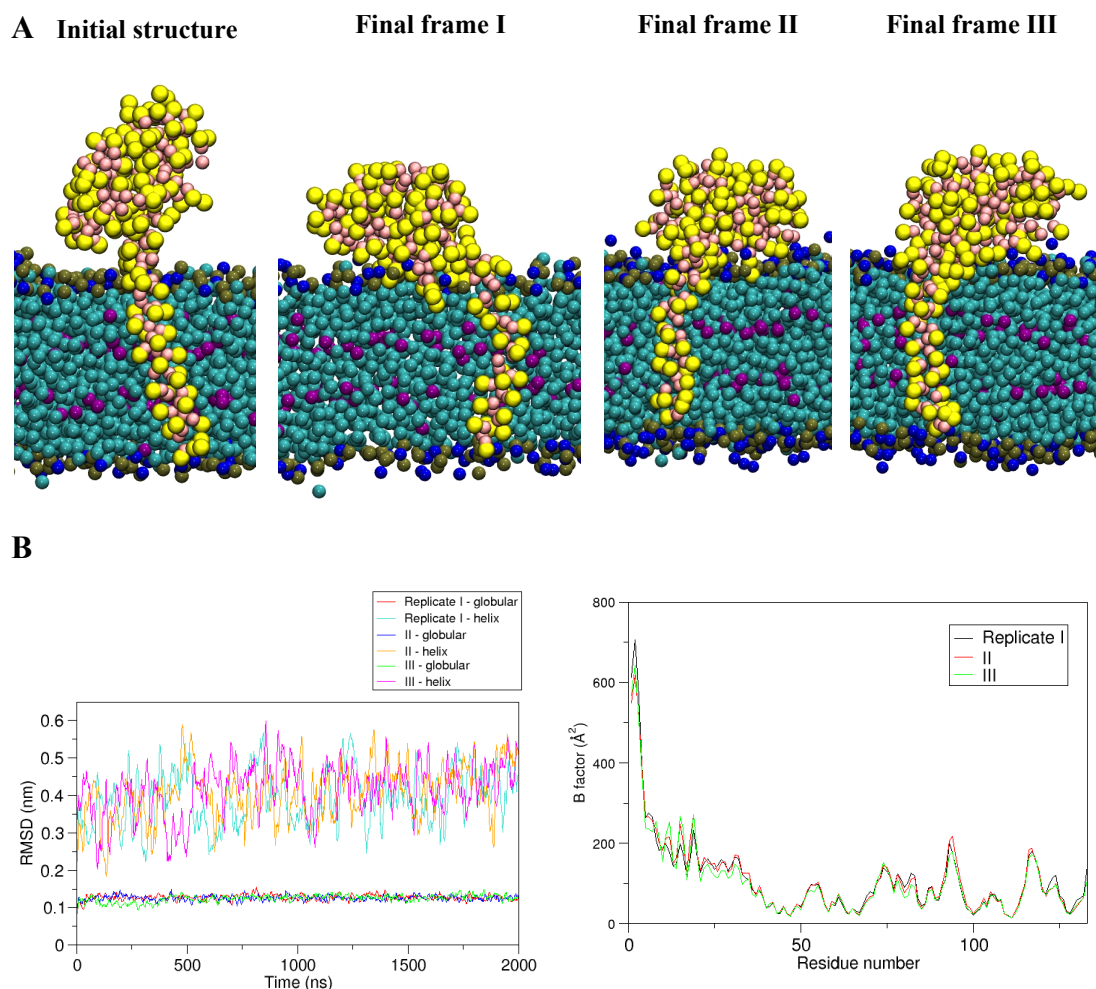 A Initial structure Final frame I Final frame II Final frame III
B
Replicate I - globular
Replicate I - helix
II - globular
II - helix
III - globular
III - helix
0.6
0.5
0.4
0.3
0.2
0.1
0
RMSD (nm)
0 500 1000 1500 2000
Time (ns)
Replicate I
II
III
800
600
400
200
0
B factor (Å²)
0 50 100
Residue number